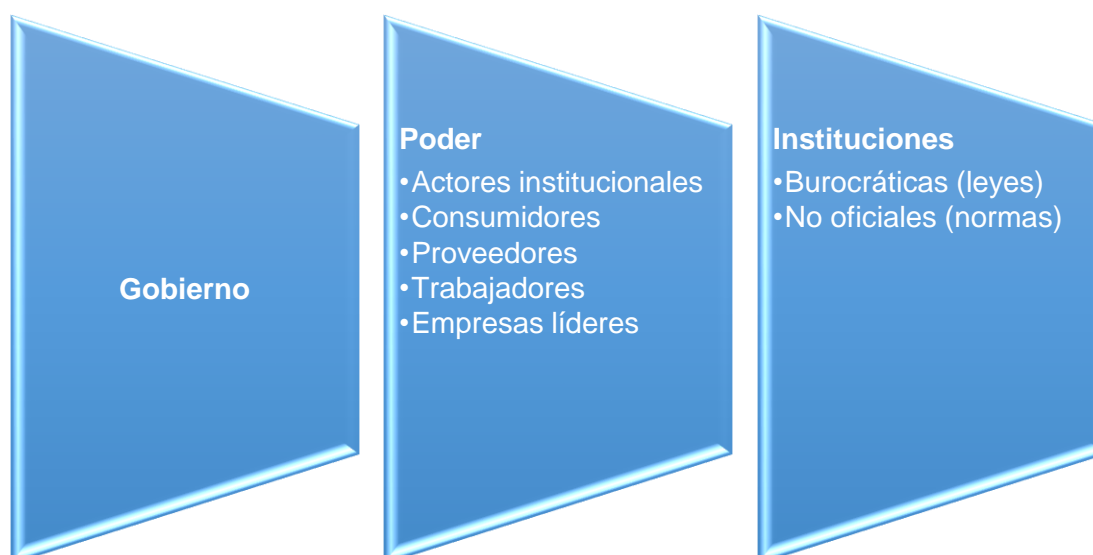 Gobierno
Poder
•Actores institucionales
•Consumidores
•Proveedores
•Trabajadores
•Empresas líderes
Instituciones
•Burocráticas (leyes)
•No oficiales (normas)